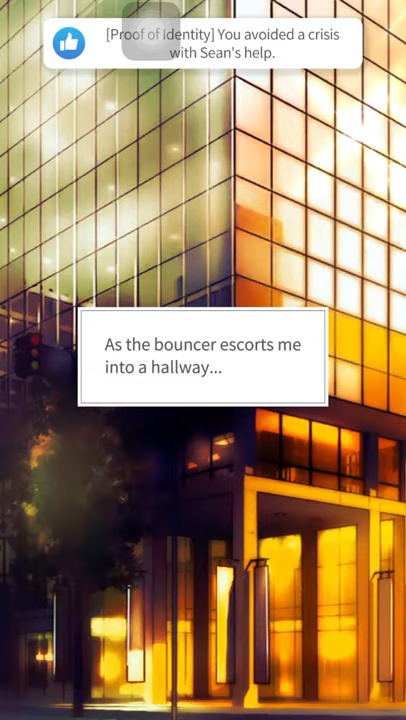 [Proof of Identity] You avoided a crisis
with Sean's help.
As the bouncer escorts me
into a hallway...